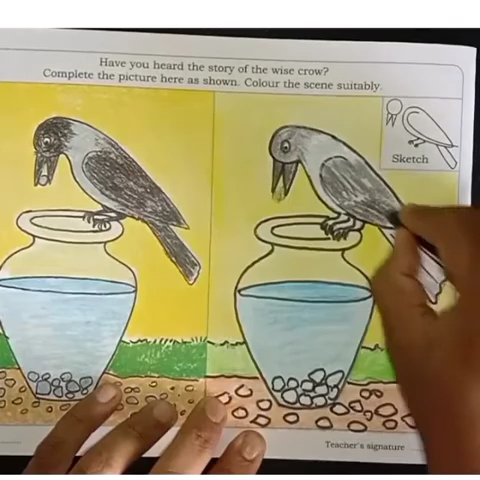 Have you heard the story of the wise crow?
Complete the picture here as shown. Colour the scene suitably.
Sketch
Teacher's signature